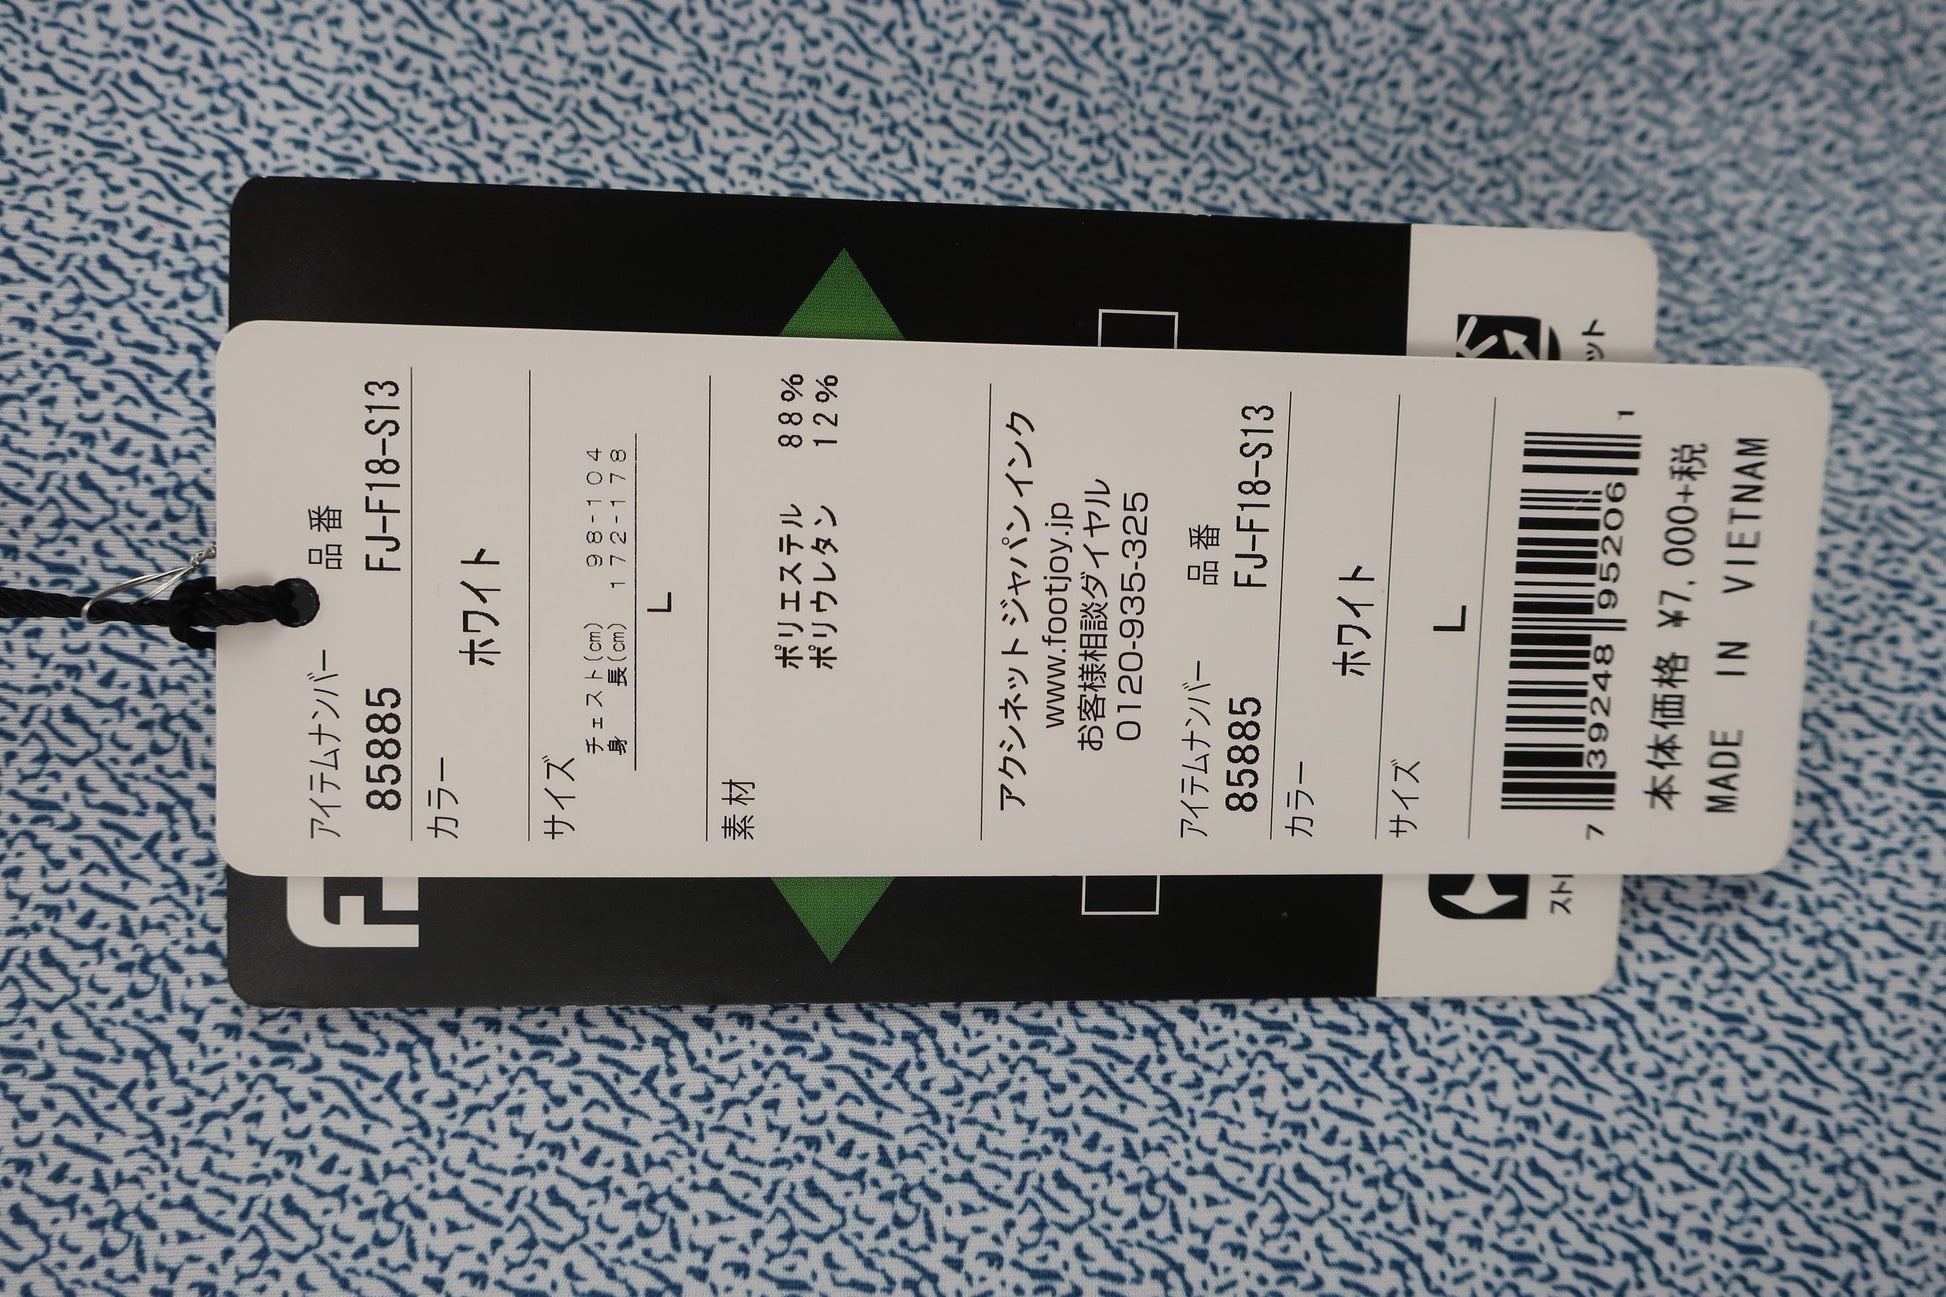 アイテムナンバー 品番
85885 FJ-F18-S13
カラー
ホワイト
サイズ
チェスト(cm) 98-104
身 長(cm) 172-178
L
素材
ポリエステル 88%
ポリウレタン 12%
アクシネット ジャパン インク
www.footjoy.jp
お客様相談ダイヤル
0120-935-325
アイテムナンバー 品番
85885 FJ-F18-S13
カラー
ホワイト
サイズ
L
7 39248 95206 1
本体価格 ¥7,000+税
MADE IN VIETNAM